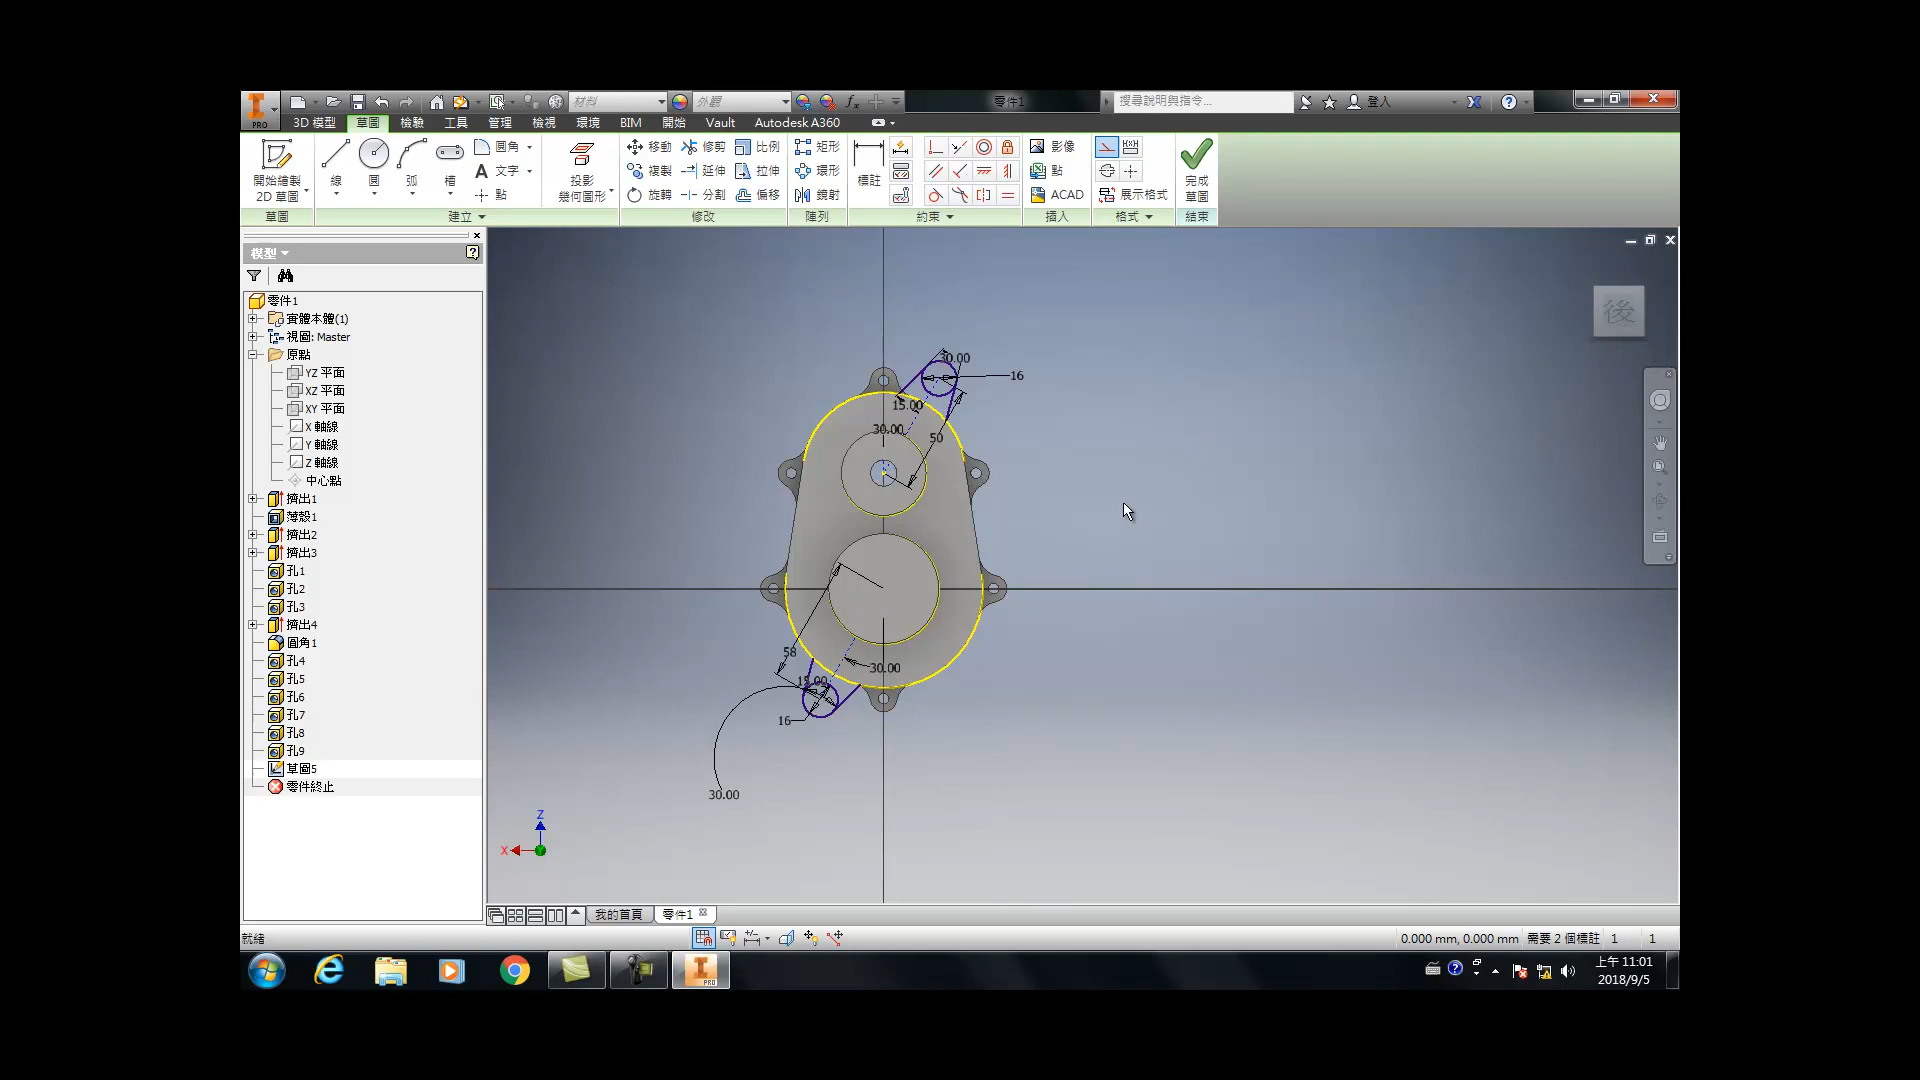 材料
外觀
零件1
搜尋說明與指令...
登入
PRO
3D 模型
草圖
檢驗
工具
管理
檢視
環境
BIM
開始
Vault
Autodesk A360
開始繪製
2D 草圖
線
圓
弧
槽
圓角
文字
點
投影
幾何圖形
移動
修剪
比例
複製
延伸
拉伸
旋轉
分割
偏移
矩形
環形
鏡射
標註
影像
點
ACAD
展示格式
完成
草圖
草圖
建立
修改
陣列
約束
插入
格式
結束
模型
零件1
實體本體(1)
視圖: Master
原點
YZ 平面
XZ 平面
XY 平面
X 軸線
Y 軸線
Z 軸線
中心點
擠出1
薄殼1
擠出2
擠出3
孔1
孔2
孔3
擠出4
圓角1
孔4
孔5
孔6
孔7
孔8
孔9
草圖5
零件終止
後
30.00
16
15.00
30.00
50
58
30.00
15.00
16
30.00
Z
X
我的首頁
零件1
就緒
0.000 mm, 0.000 mm
需要 2 個標註
1
1
PRO
上午 11:01
2018/9/5